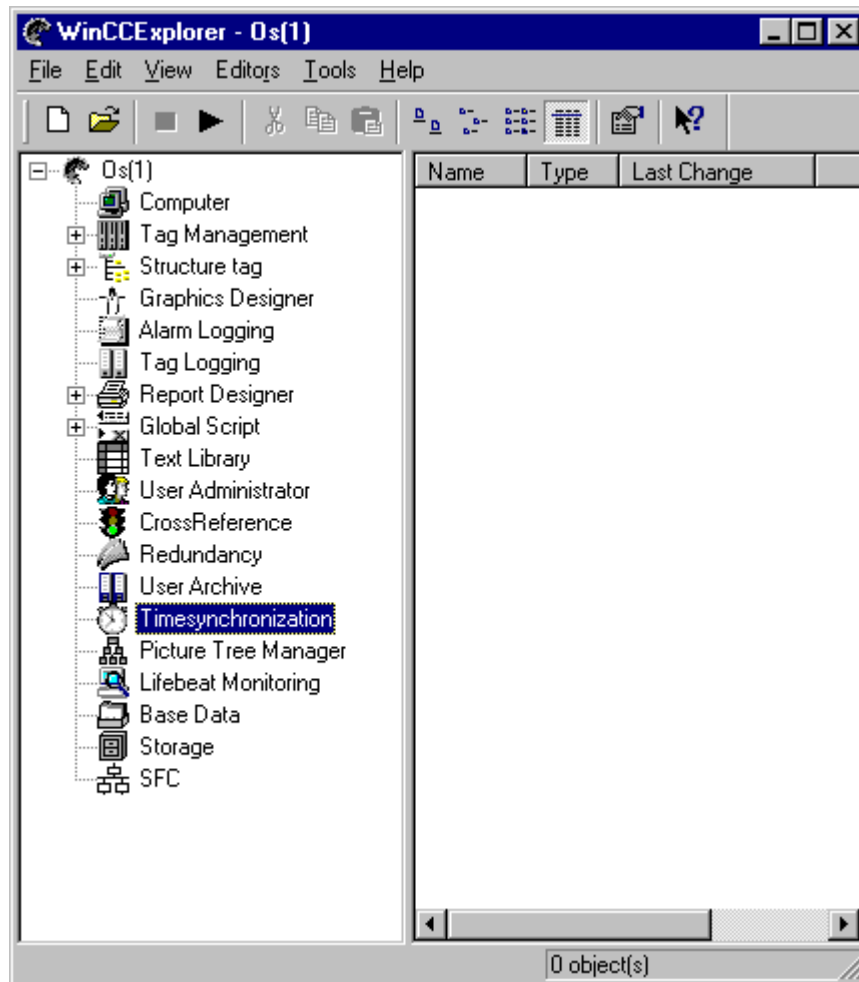 WinCCExplorer - Os(1)
File Edit View Editors Tools Help
Os(1)
Computer
Tag Management
Structure tag
Graphics Designer
Alarm Logging
Tag Logging
Report Designer
Global Script
Text Library
User Administrator
CrossReference
Redundancy
User Archive
Timesynchronization
Picture Tree Manager
Lifebeat Monitoring
Base Data
Storage
SFC
Name Type Last Change
0 object(s)